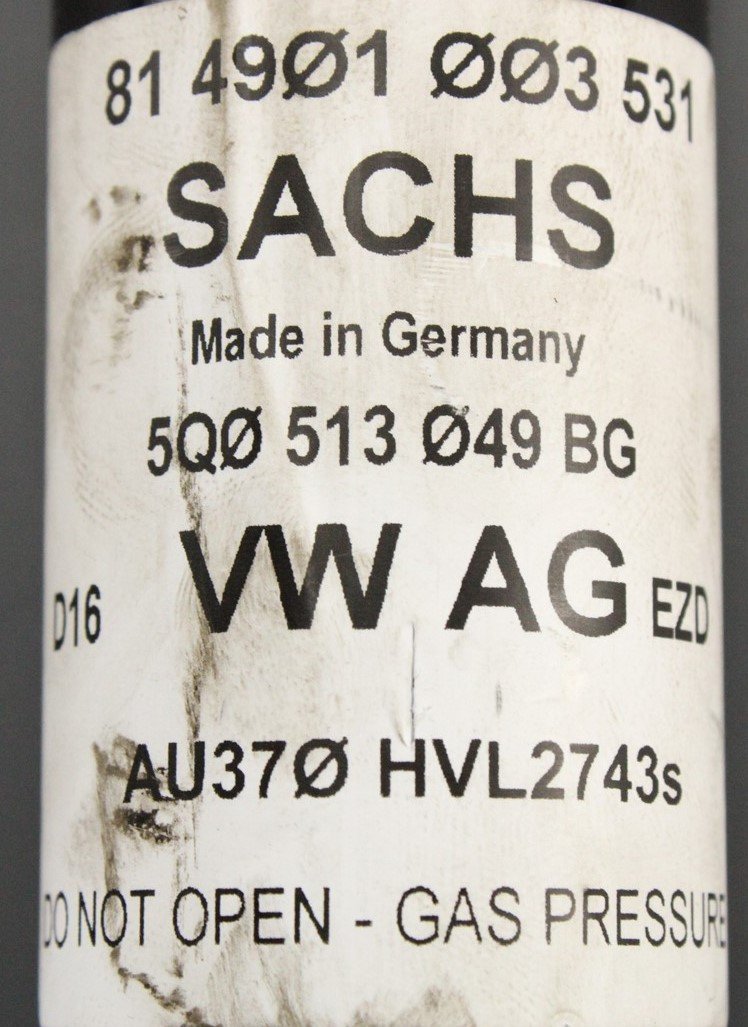 81 49Ø1 ØØ3 531
SACHS
Made in Germany
5QØ 513 Ø49 BG
D16 VW AG EZD
AU37Ø HVL2743s
DO NOT OPEN - GAS PRESSURE